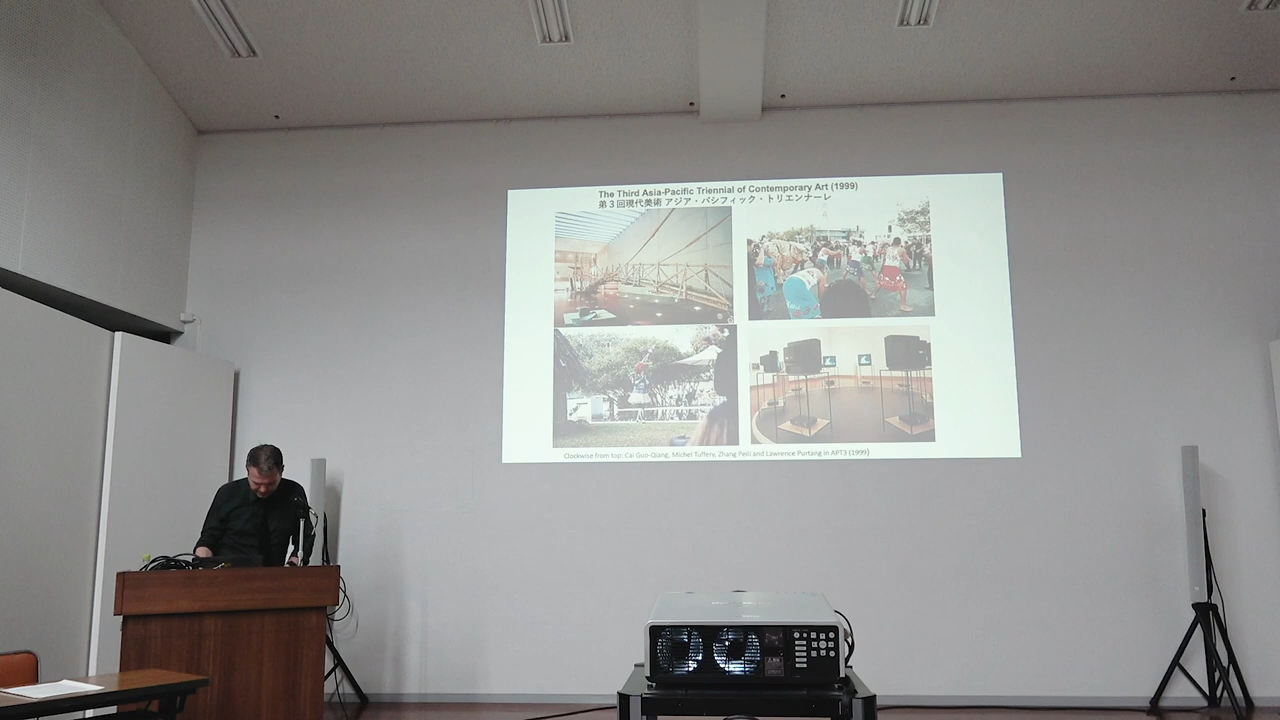 The Third Asia-Pacific Triennial of Contemporary Art (1999)
第3回現代美術 アジア・パシフィック・トリエンナーレ
Clockwise from top: Cai Guo-Qiang, Michel Tuffery, Zhang Peili and Lawrence Purtang in APT3 (1999)